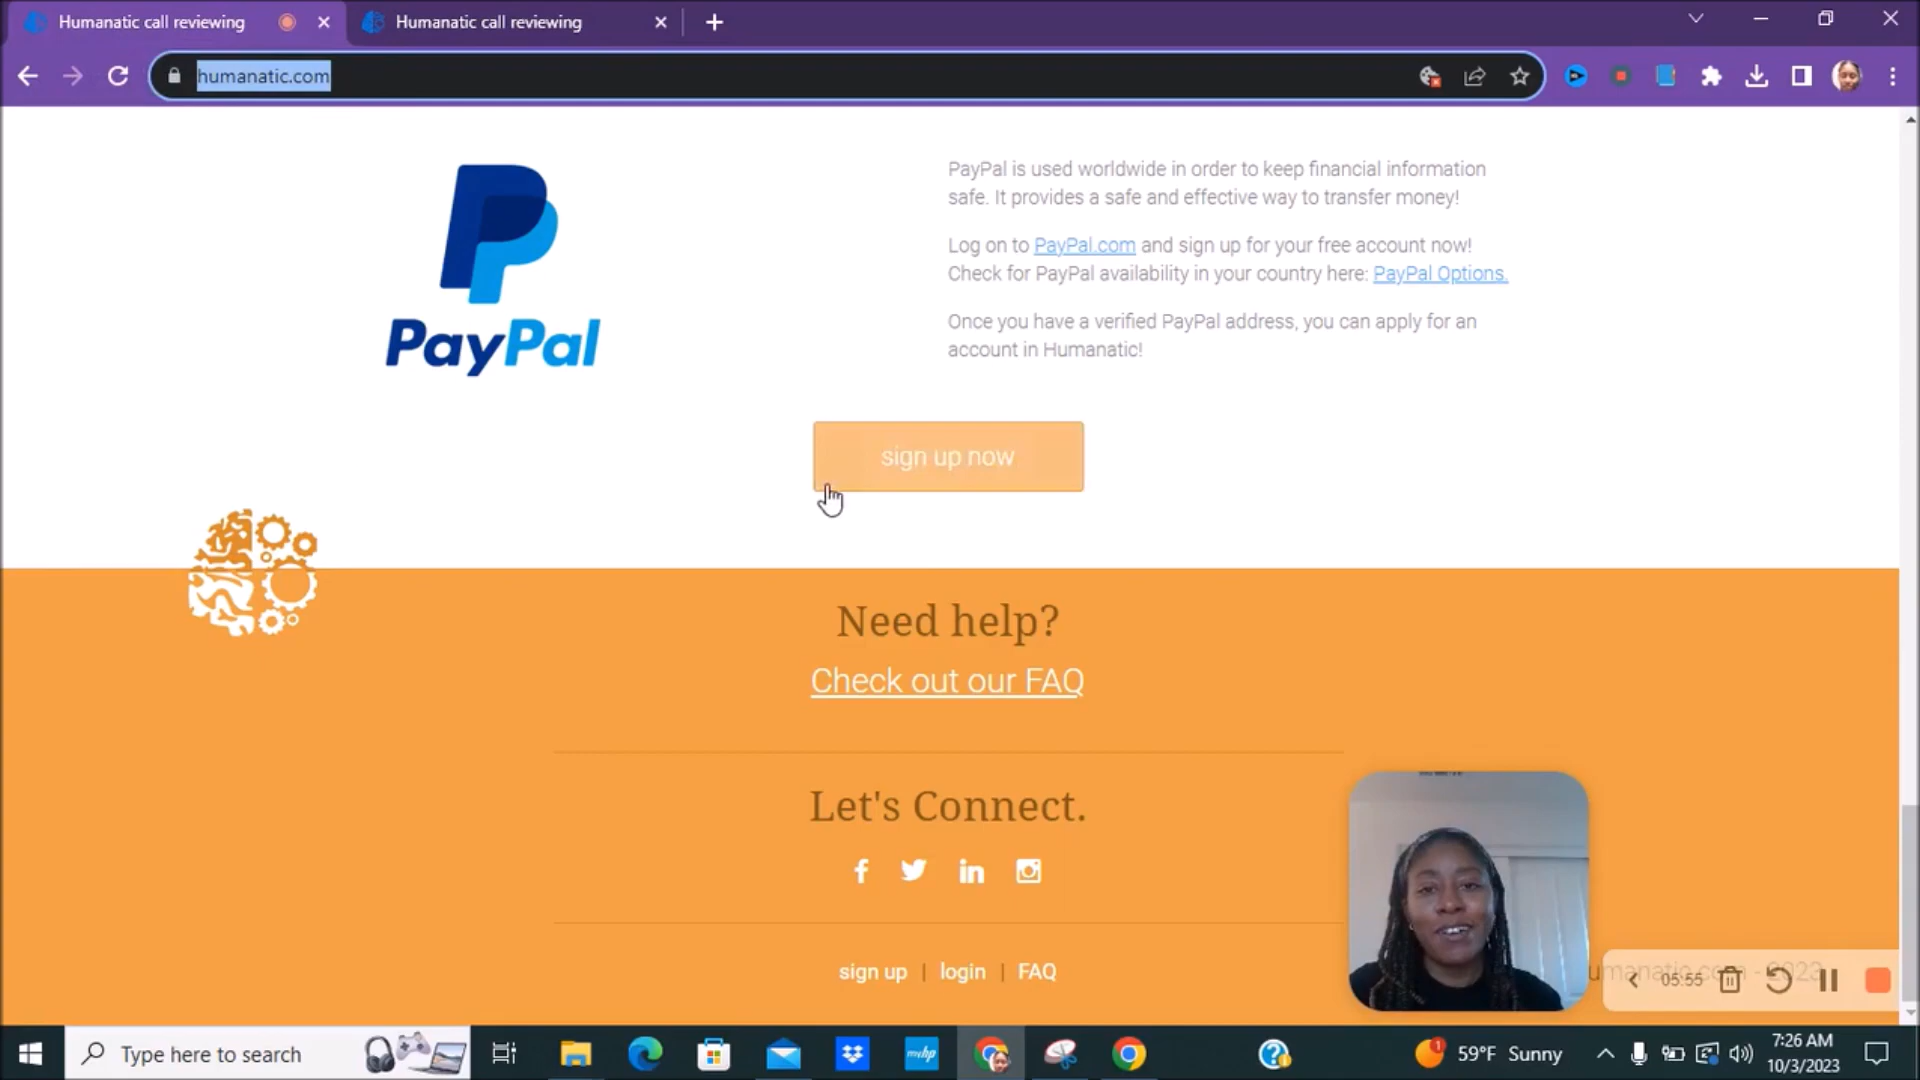 Humanatic call reviewing
Humanatic call reviewing
humanatic.com
PayPal
PayPal is used worldwide in order to keep financial information
safe. It provides a safe and effective way to transfer money!
Log on to PayPal.com and sign up for your free account now!
Check for PayPal availability in your country here: PayPal Options.
Once you have a verified PayPal address, you can apply for an
account in Humanatic!
sign up now
Need help?
Check out our FAQ
Let's Connect.
sign up | login | FAQ
umanatic.com - 2023
05:55
Type here to search
myhp
1
59°F Sunny
7:26 AM
10/3/2023